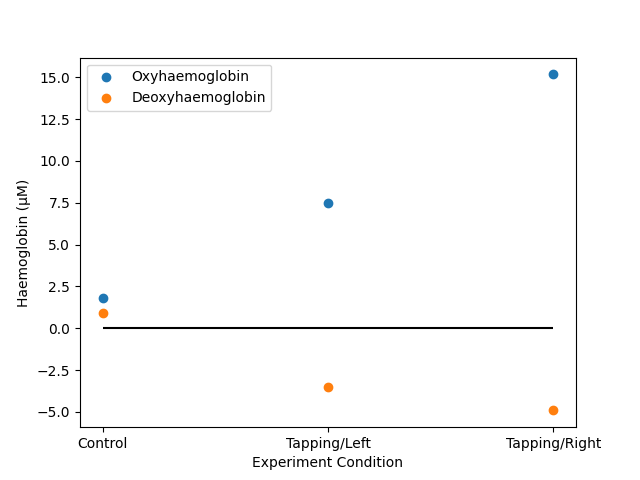 Oxyhaemoglobin
Deoxyhaemoglobin
15.0
12.5
10.0
7.5
5.0
2.5
0.0
−2.5
−5.0
Haemoglobin (μM)
Control Tapping/Left Tapping/Right
Experiment Condition